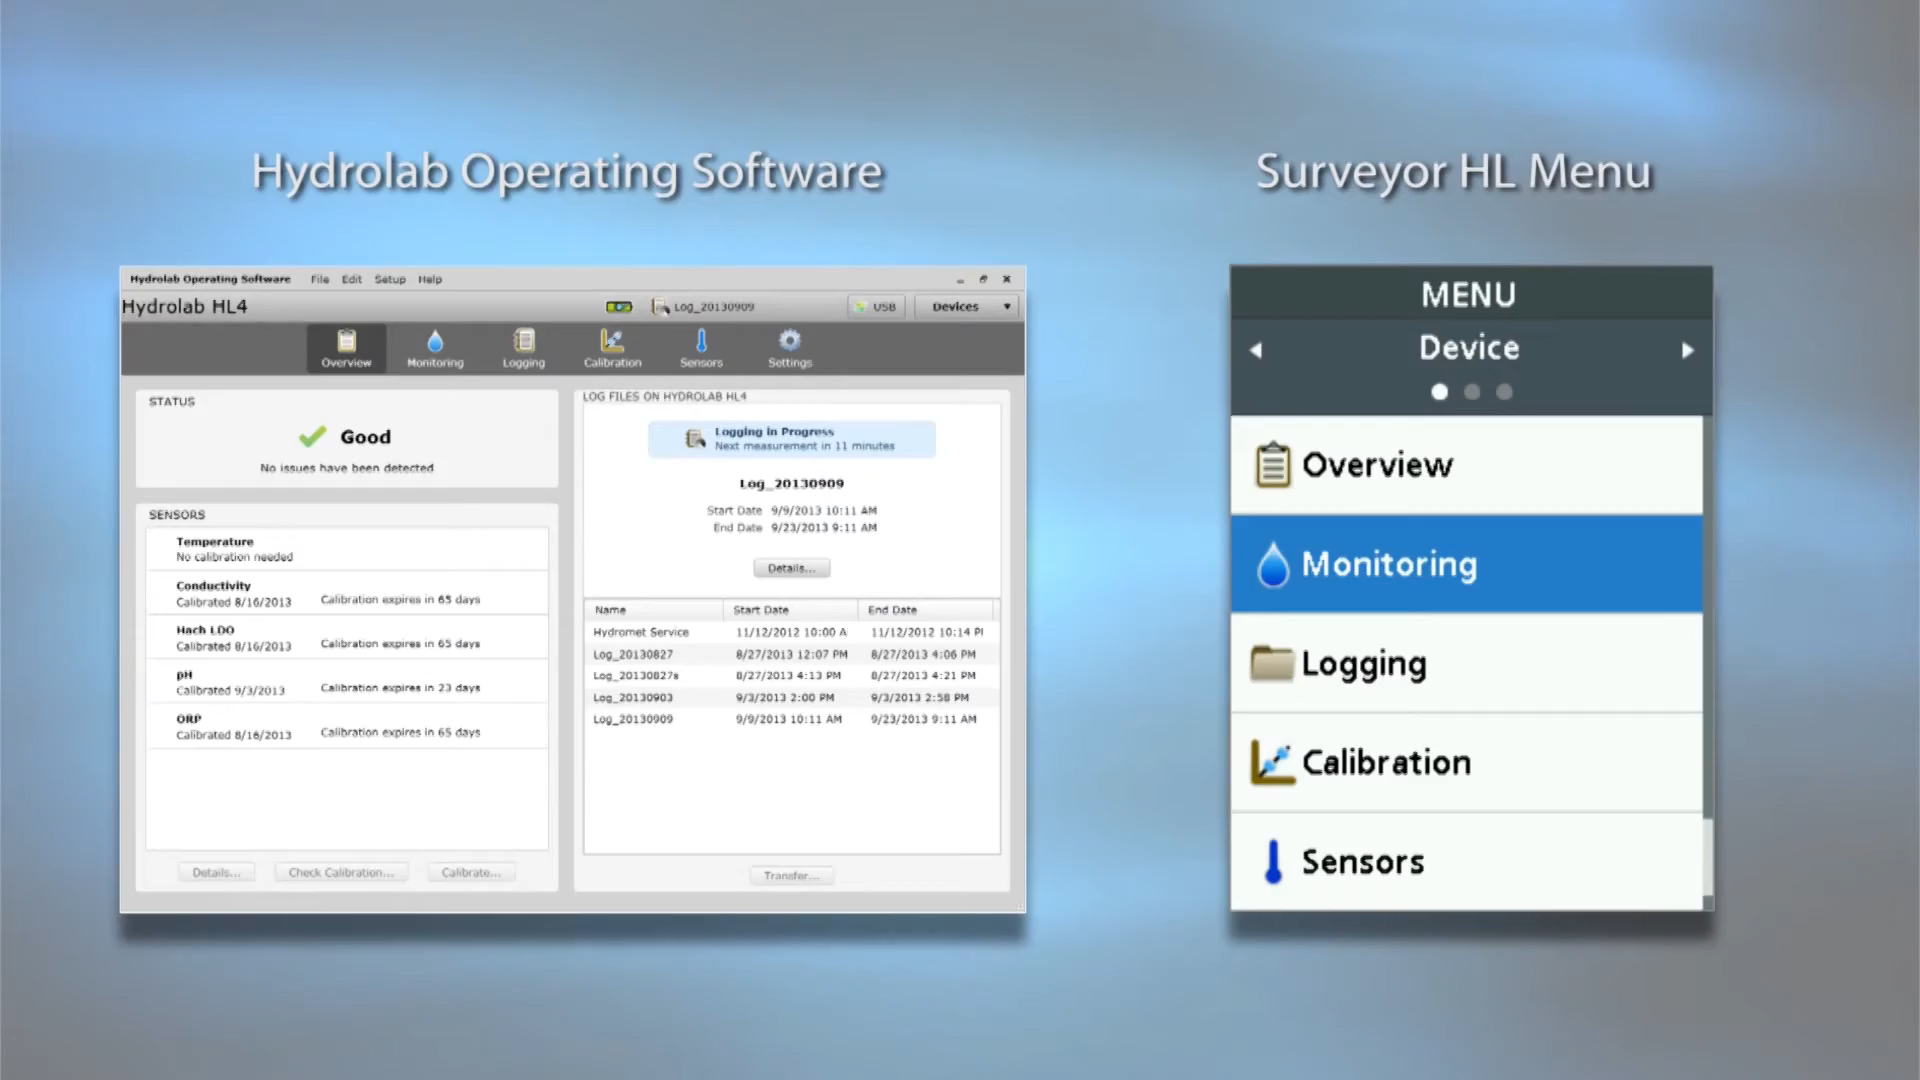 Hydrolab Operating Software
Surveyor HL Menu
Hydrolab Operating Software File Edit Setup Help
Hydrolab HL4
Log_20130909
USB
Devices
Overview
Monitoring
Logging
Calibration
Sensors
Settings
STATUS
Good
No issues have been detected
SENSORS
Temperature
No calibration needed
Conductivity
Calibrated 8/16/2013 Calibration expires in 65 days
Hach LDO
Calibrated 8/16/2013 Calibration expires in 65 days
pH
Calibrated 9/3/2013 Calibration expires in 23 days
ORP
Calibrated 8/16/2013 Calibration expires in 65 days
Details...
Check Calibration...
Calibrate...
LOG FILES ON HYDROLAB HL4
Logging in Progress
Next measurement in 11 minutes
Log_20130909
Start Date 9/9/2013 10:11 AM
End Date 9/23/2013 9:11 AM
Details...
Name Start Date End Date
Hydromet Service 11/12/2012 10:00 A 11/12/2012 10:14 PI
Log_20130827 8/27/2013 12:07 PM 8/27/2013 4:06 PM
Log_20130827s 8/27/2013 4:13 PM 8/27/2013 4:21 PM
Log_20130903 9/3/2013 2:00 PM 9/3/2013 2:58 PM
Log_20130909 9/9/2013 10:11 AM 9/23/2013 9:11 AM
Transfer...
MENU
Device
Overview
Monitoring
Logging
Calibration
Sensors